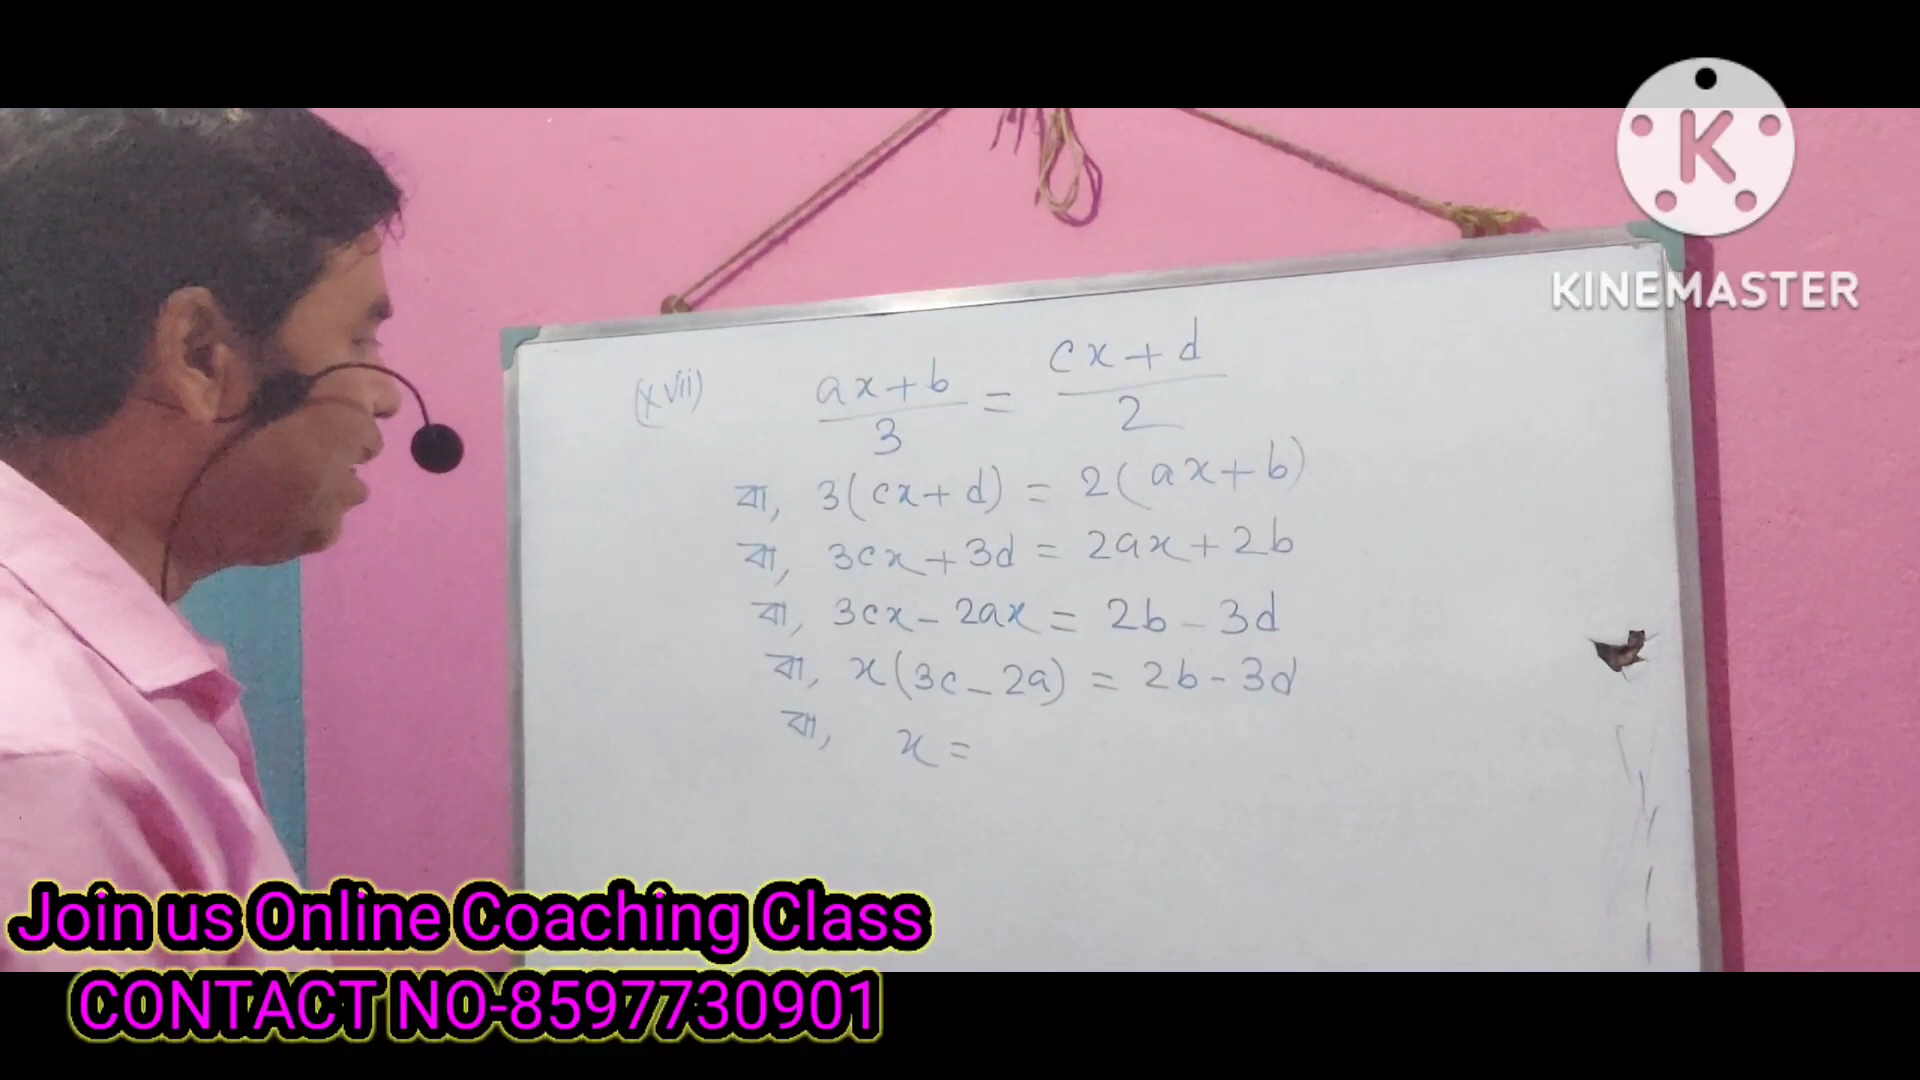 K
KINEMASTER
(xvii) (ax+b)/3 = (cx+d)/2
বা, 3(cx+d) = 2(ax+b)
বা, 3cx+3d = 2ax+2b
বা, 3cx-2ax = 2b-3d
বা, x(3c-2a) = 2b-3d
বা, x =
Join us Online Coaching Class
CONTACT NO-8597730901